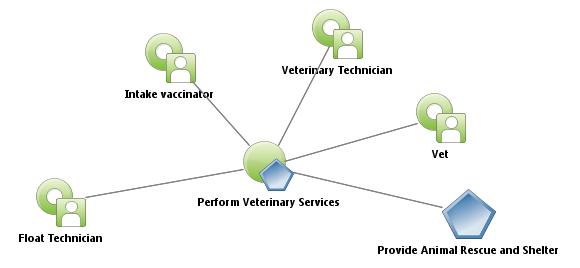 Veterinary Technician
Intake vaccinator
Vet
Perform Veterinary Services
Float Technician
Provide Animal Rescue and Shelter